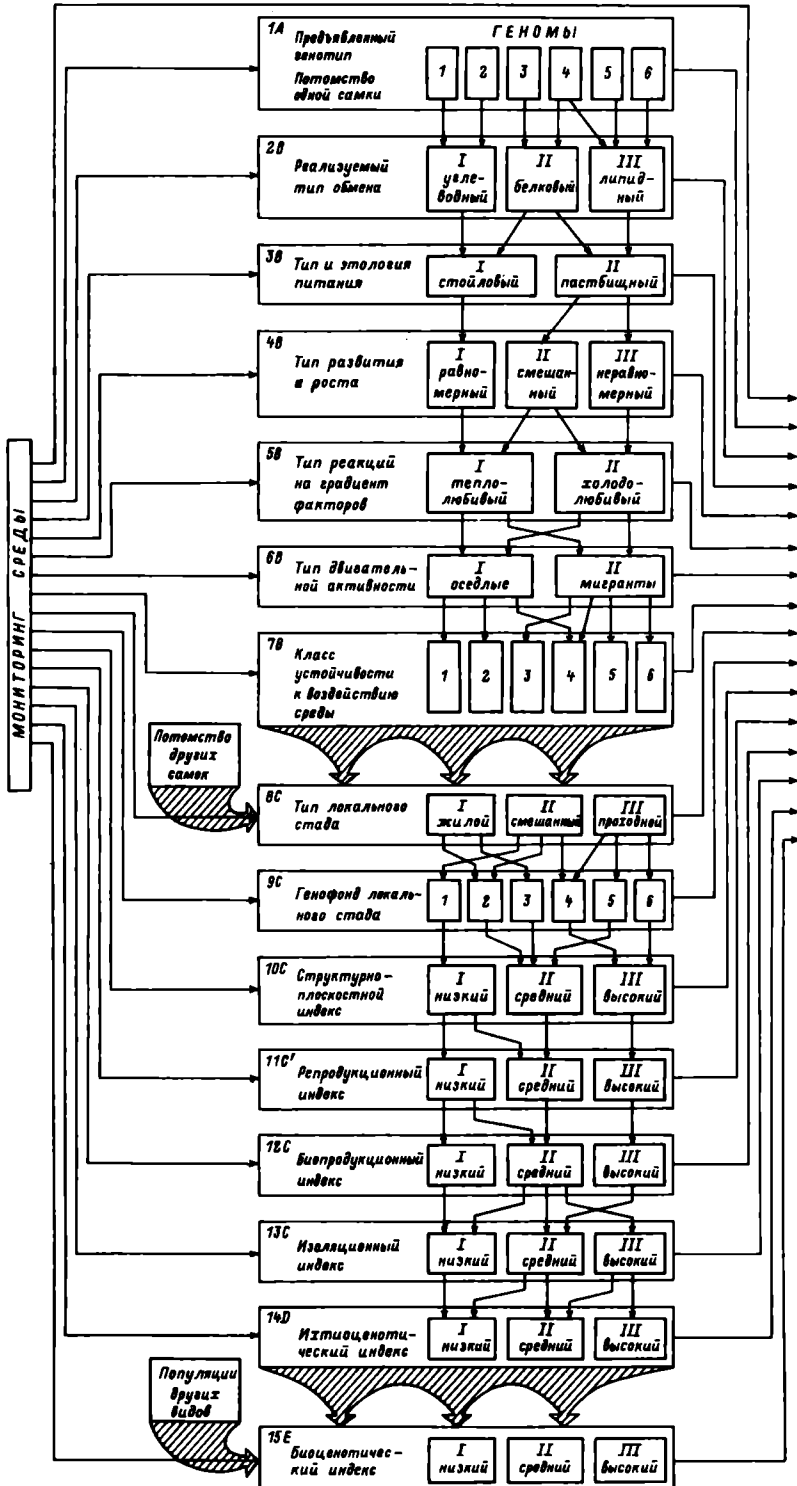 МОНИТОРИНГ СРЕДЫ
1А
Предъявленный
генотип
Потомство
одной самки
ГЕНОМЫ
1 2 3 4 5 6
2В
Реализуемый
тип обмена
I
угле-
водный
II
белковый
III
липид-
ный
3В
Тип и этология
питания
I
стойловый
II
пастбищный
4В
Тип развития
и роста
I
равно-
мерный
II
смешан-
ный
III
неравно-
мерный
5В
Тип реакций
на градиент
факторов
I
тепло-
любивый
II
холодо-
любивый
6В
Тип двигатель-
ной активности
I
оседлые
II
мигранты
7В
Класс
устойчивости
к воздействию
среды
1 2 3 4 5 6
Потомство
других
самок
8С
Тип локального
стада
I
жилой
II
смешанный
III
проходной
9С
Генофонд локаль-
ного стада
1 2 3 4 5 6
10С
Структурно-
плоскостной
индекс
I
низкий
II
средний
III
высокий
11С'
Репродукционный
индекс
I
низкий
II
средний
III
высокий
12С
Биопродукционный
индекс
I
низкий
II
средний
III
высокий
13С
Изоляционный
индекс
I
низкий
II
средний
III
высокий
14D
Ихтиоценоти-
ческий индекс
I
низкий
II
средний
III
высокий
Популяции
других
видов
15E
Биоценотичес-
кий индекс
I
низкий
II
средний
III
высокий